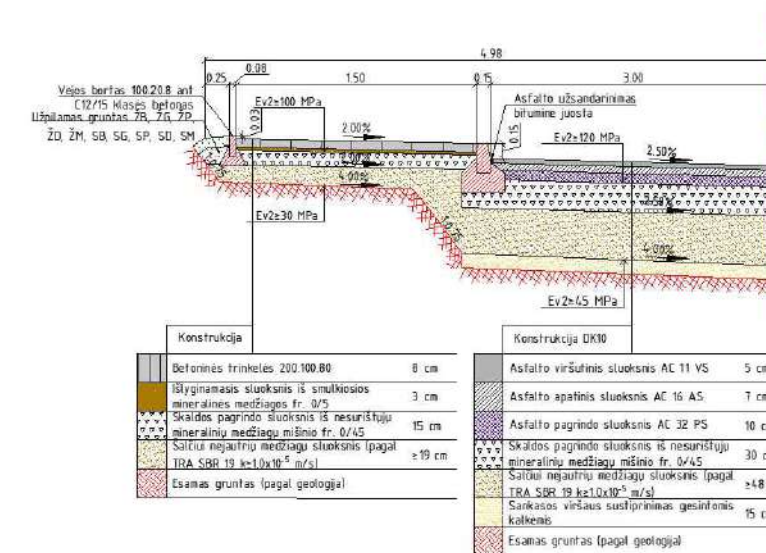 4.98
0.25
0.08
1.50
0.15
3.00
Vejos bortas 100.20.8 ant
C12/15 klasės betonas
Užpilamas gruntas ŽB, ŽG, ŽP,
ŽD, ŽM, SB, SG, SP, SD, SM
Ev2≥100 MPa
0.03
2.00%
Asfalto užsandarinimas
bitumine juosta
0.15
Ev2≥120 MPa
2.50%
4.00%
Ev2≥30 MPa
4.00%
Ev2≥45 MPa
Konstrukcija
Betoninės trinkelės 200.100.80 8 cm
Išlyginamasis sluoksnis iš smulkiosios
mineralinės medžiagos fr. 0/5 3 cm
Skaldos pagrindo sluoksnis iš nesurištųjų
mineralinių medžiagų mišinio fr. 0/45 15 cm
Šalčiui nejautrių medžiagų sluoksnis (pagal
TRA SBR 19 k≥1,0x10⁻⁵ m/s) ≥19 cm
Esamas gruntas (pagal geologiją)
Konstrukcija DK10
Asfalto viršutinis sluoksnis AC 11 VS 5 cm
Asfalto apatinis sluoksnis AC 16 AS 7 cm
Asfalto pagrindo sluoksnis AC 32 PS 10 c
Skaldos pagrindo sluoksnis iš nesurištųjų
mineralinių medžiagų mišinio fr. 0/45 30 c
Šalčiui nejautrių medžiagų sluoksnis (pagal
TRA SBR 19 k≥1,0x10⁻⁵ m/s) ≥48
Sankasos viršaus sustiprinimas gesintomis
kalkėmis 15 c
Esamas gruntas (pagal geologiją)